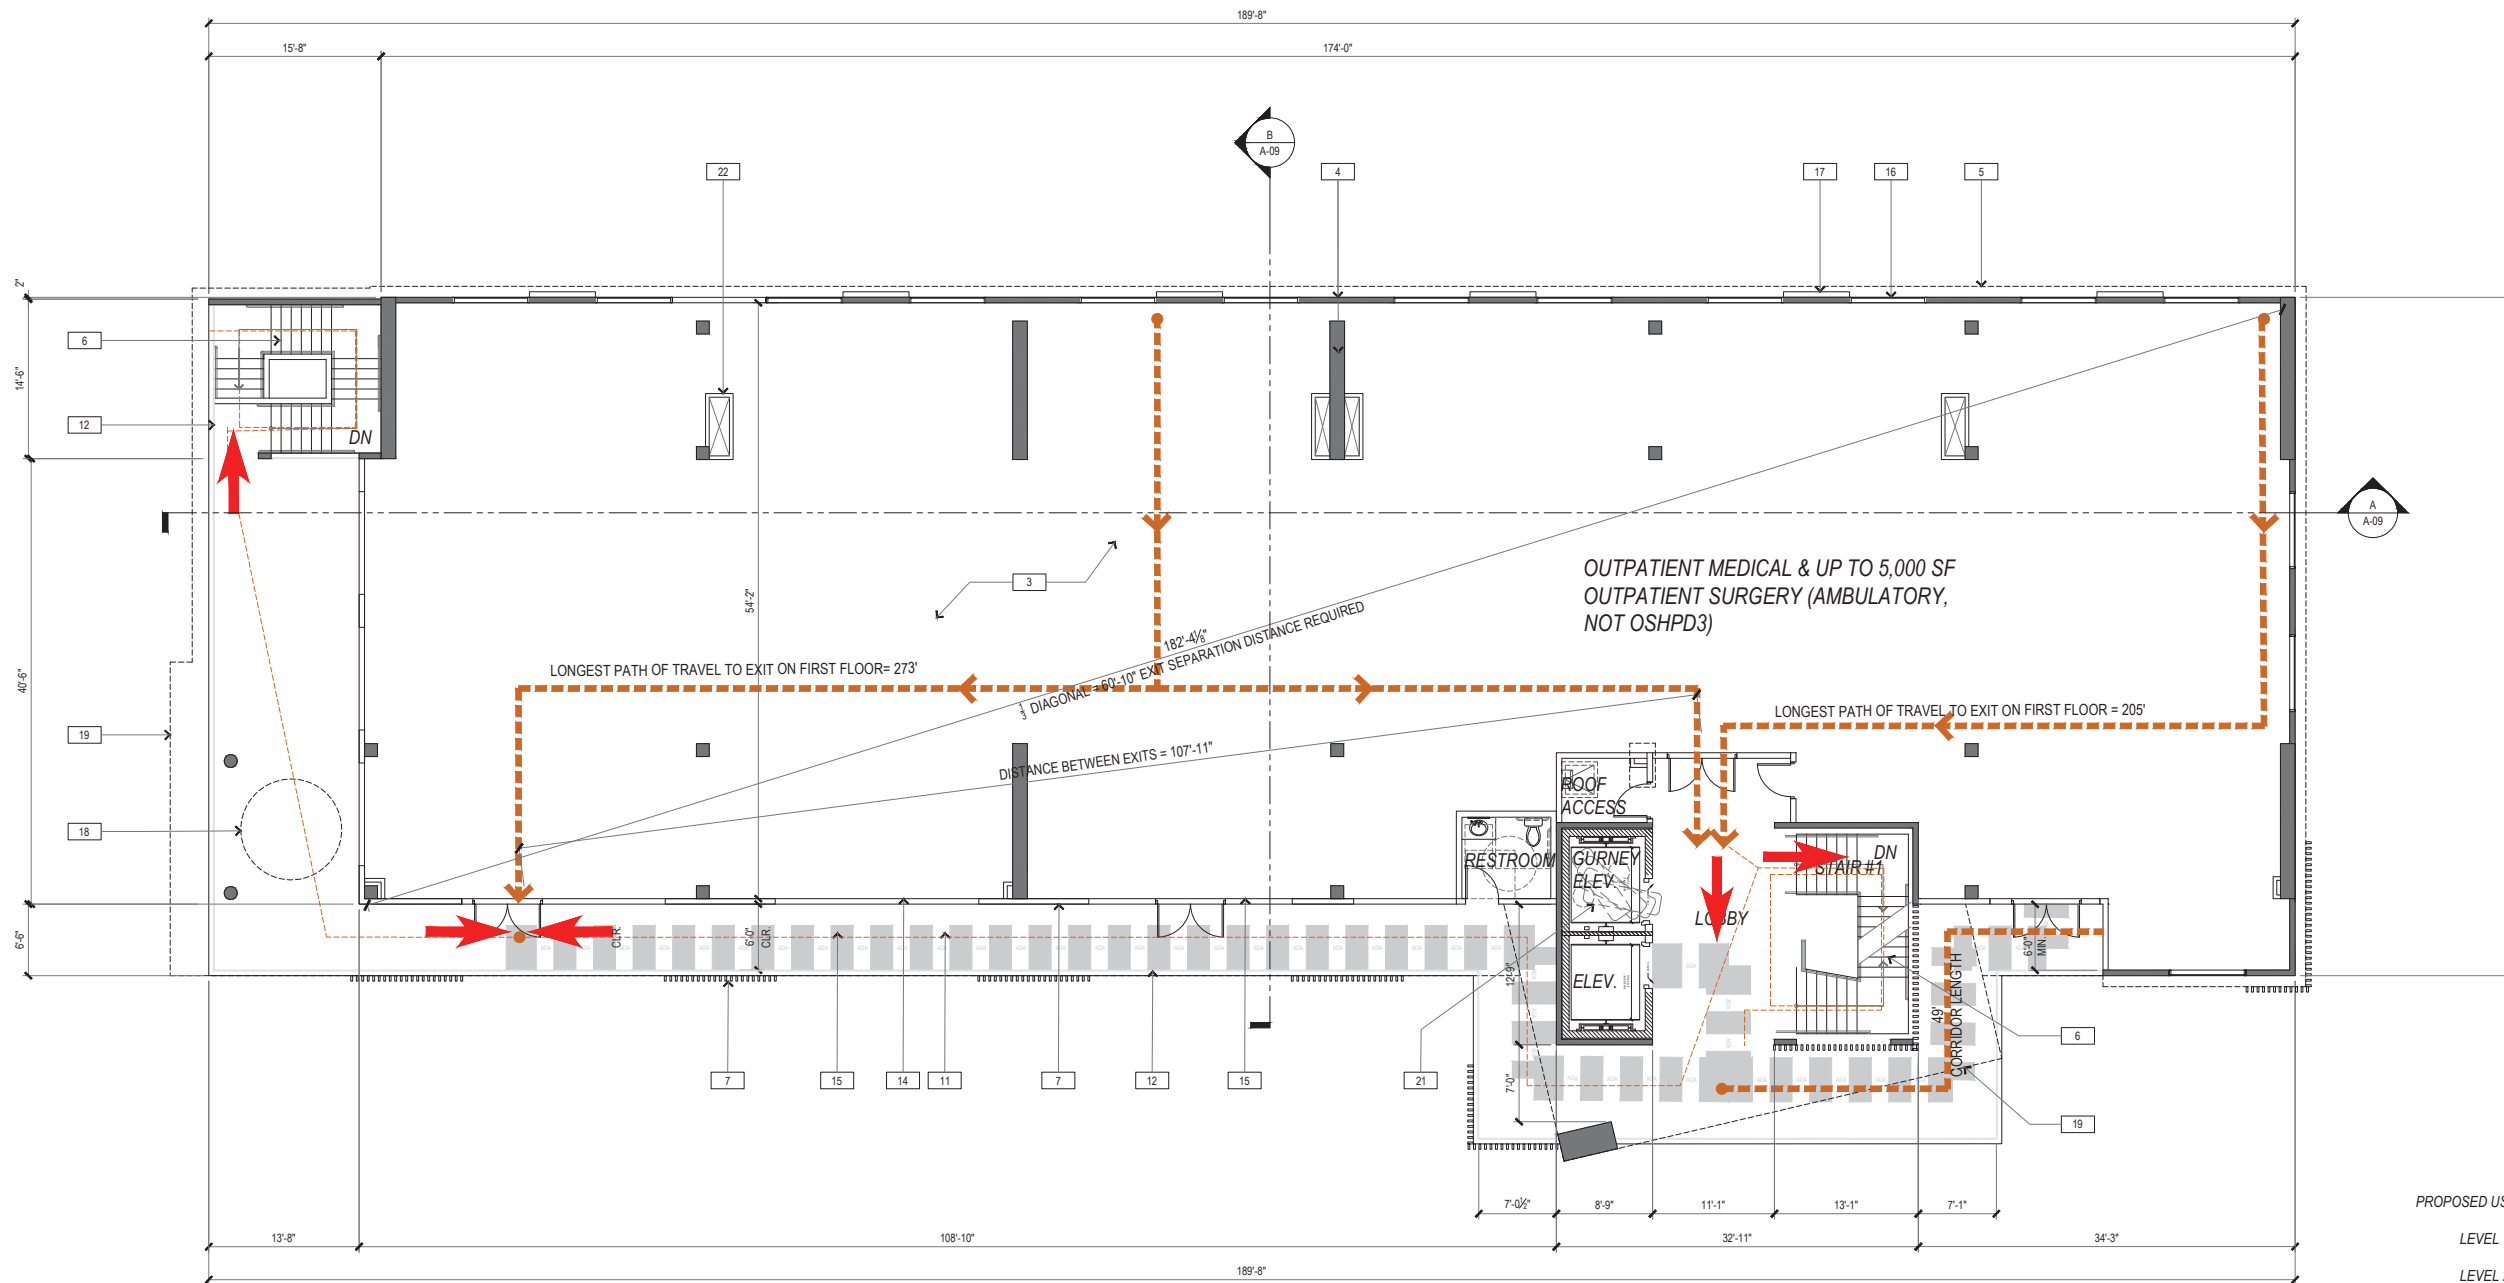 189'-8"
15'-8"
174'-0"
B
A-09
22
4
17
16
5
2"
6
14'-6"
12
DN
A
A-09
3
OUTPATIENT MEDICAL & UP TO 5,000 SF
OUTPATIENT SURGERY (AMBULATORY,
NOT OSHPD3)
54'-2"
182'-4⅛"
1/3 DIAGONAL = 60'-10" EXIT SEPARATION DISTANCE REQUIRED
LONGEST PATH OF TRAVEL TO EXIT ON FIRST FLOOR= 273'
40'-6"
LONGEST PATH OF TRAVEL TO EXIT ON FIRST FLOOR = 205'
19
DISTANCE BETWEEN EXITS = 107'-11"
ROOF
ACCESS
18
RESTROOM
GURNEY
ELEV.
DN
STAIR #1
LOBBY
6'-6"
CLR.
6'-0"
CLR.
12'-9"
ELEV.
6'-0"
MIN.
49'
CORRIDOR LENGTH
6
7
15
14
11
7
12
15
21
7'-0"
19
7'-0½"
8'-9"
11'-1"
13'-1"
7'-1"
PROPOSED US
13'-8"
108'-10"
32'-11"
34'-3"
LEVEL
189'-8"
LEVEL